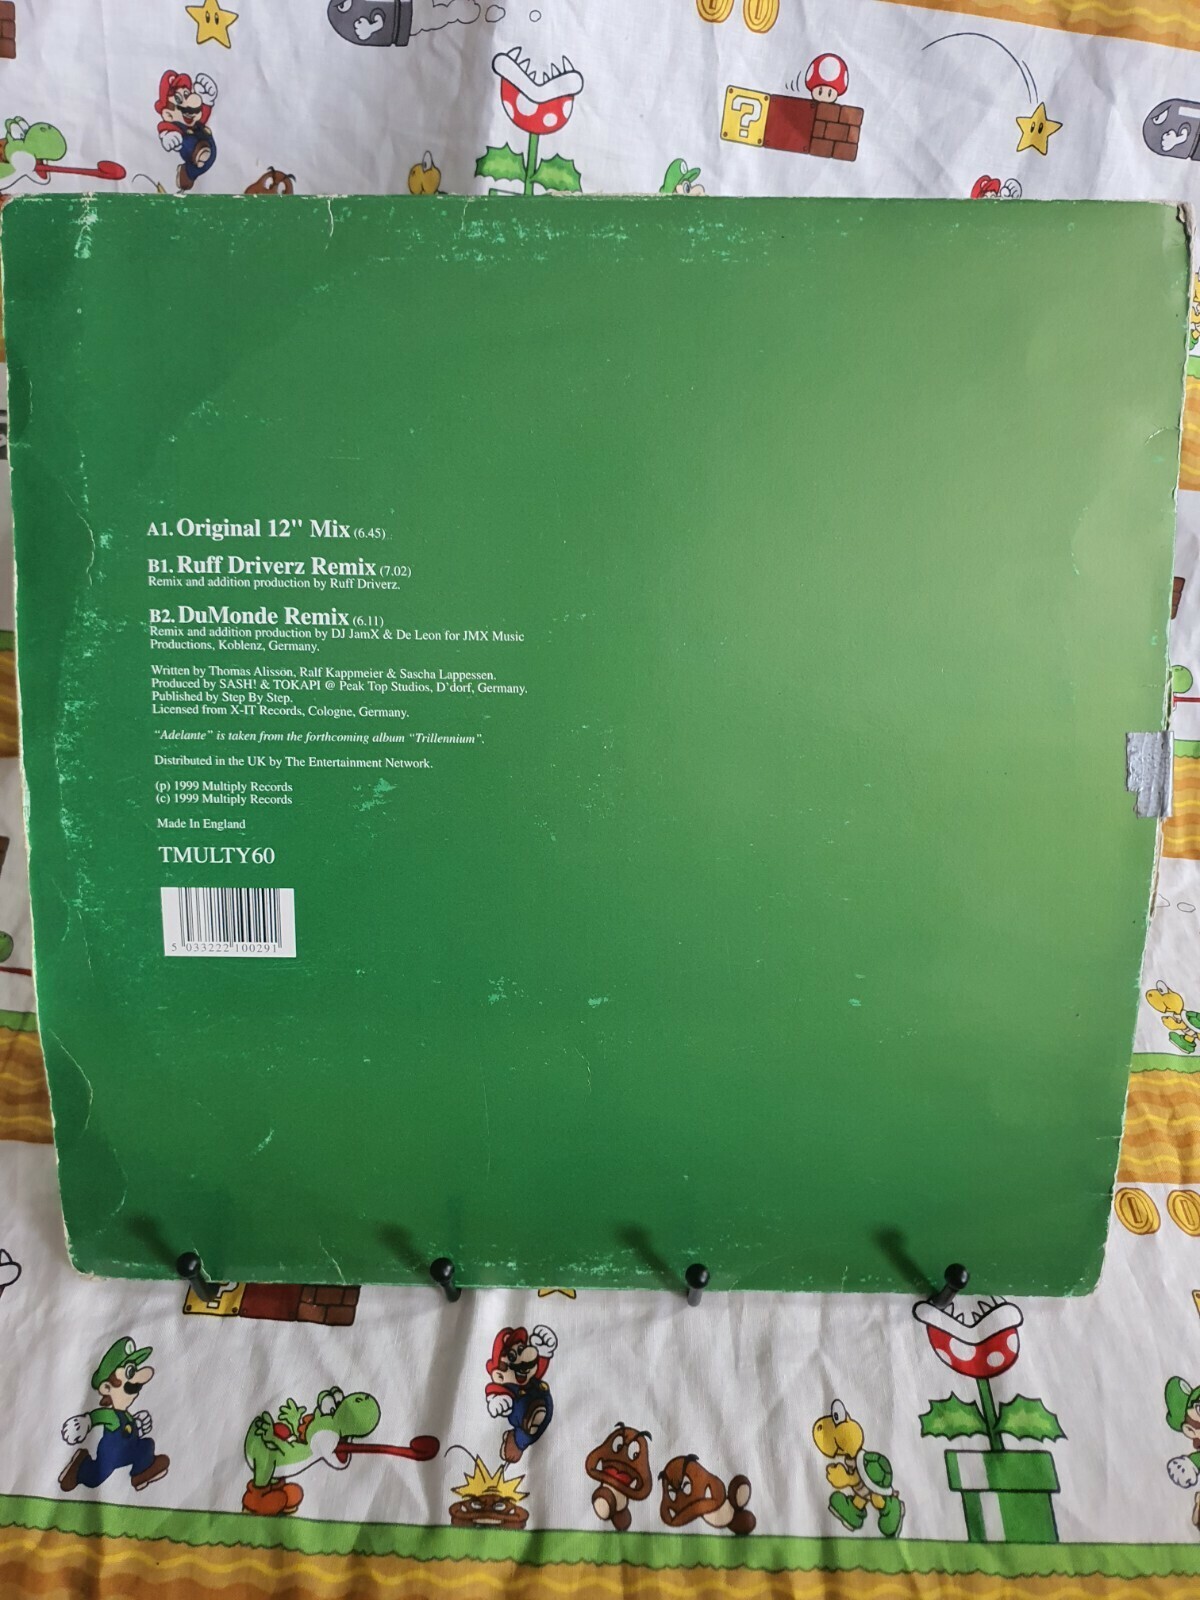 A1. Original 12" Mix (6.45)
B1. Ruff Driverz Remix (7.02)
Remix and addition production by Ruff Driverz.
B2. DuMonde Remix (6.11)
Remix and addition production by DJ JamX & De Leon for JMX Music
Productions, Koblenz, Germany.
Written by Thomas Alisson, Ralf Kappmeier & Sascha Lappessen.
Produced by SASH! & TOKAPI @ Peak Top Studios, D'dorf, Germany.
Published by Step By Step.
Licensed from X-IT Records, Cologne, Germany.
"Adelante" is taken from the forthcoming album "Trillennium".
Distributed in the UK by The Entertainment Network.
(p) 1999 Multiply Records
(c) 1999 Multiply Records
Made In England
TMULTY60
5 033222 100291